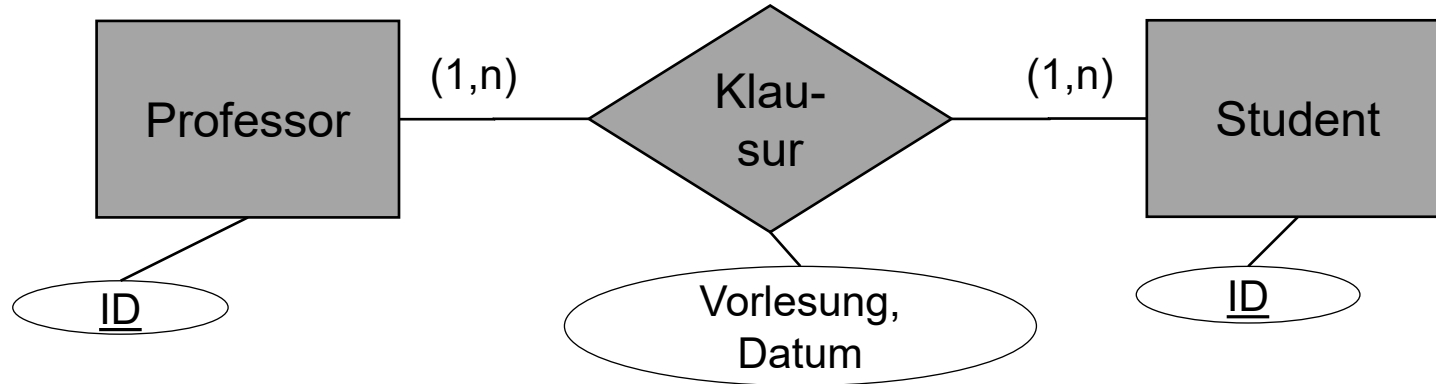 Professor
(1,n)
Klau-
sur
(1,n)
Student
ID
Vorlesung,
Datum
ID